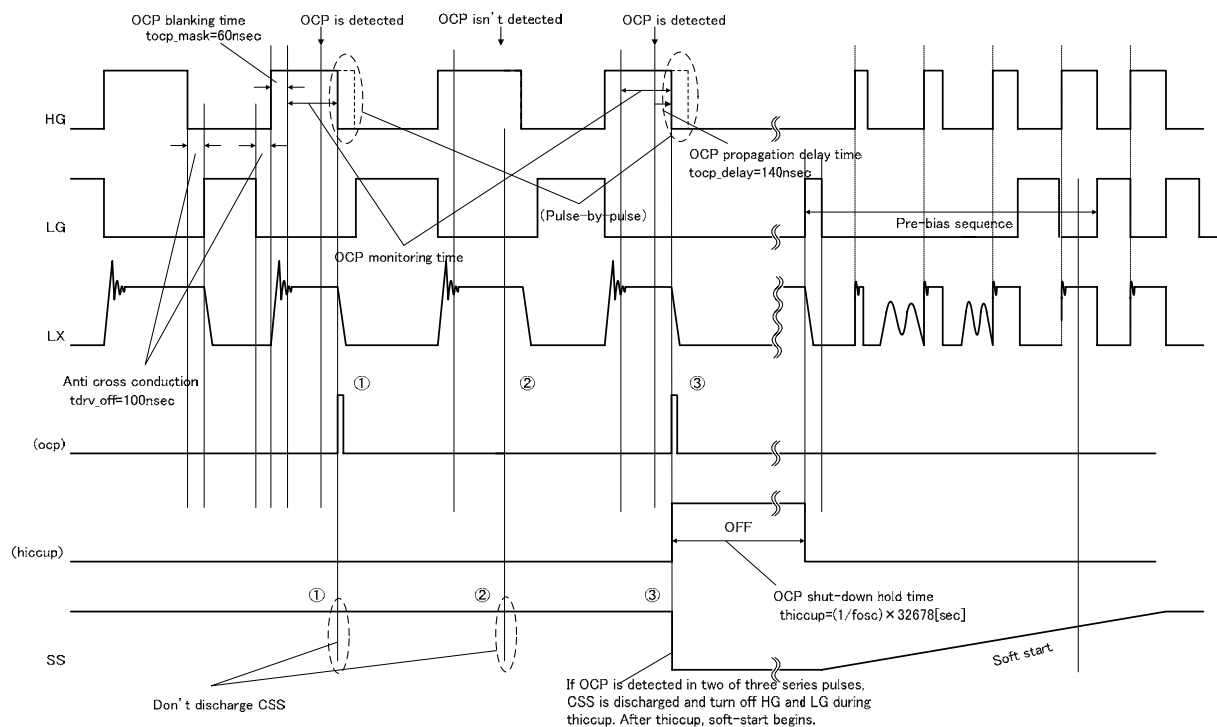 OCP blanking time
tocp_mask=60nsec
OCP is detected
OCP isn't detected
OCP is detected
HG
OCP propagation delay time
tocp_delay=140nsec
(Pulse-by-pulse)
LG
Pre-bias sequence
OCP monitoring time
LX
Anti cross conduction
tdrv_off=100nsec
①
②
③
(ocp)
OFF
(hiccup)
OCP shut-down hold time
thiccup=(1/fosc)×32678[sec]
①
②
③
SS
Soft start
Don't discharge CSS
If OCP is detected in two of three series pulses,
CSS is discharged and turn off HG and LG during
thiccup. After thiccup, soft-start begins.